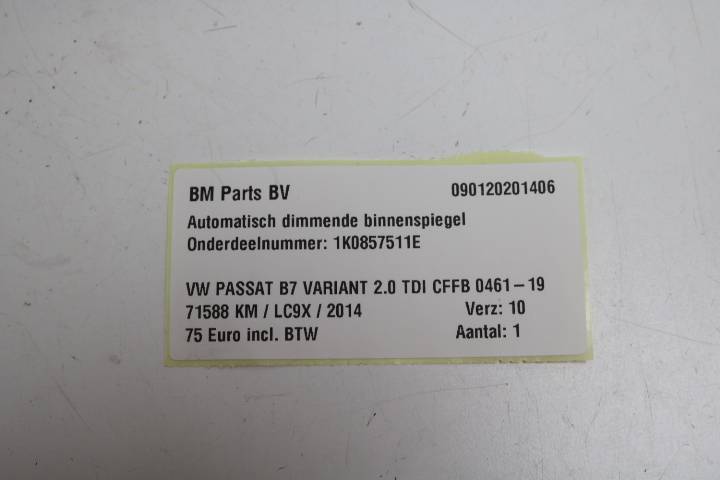 BM Parts BV 090120201406
Automatisch dimmende binnenspiegel
Onderdeelnummer: 1K0857511E
VW PASSAT B7 VARIANT 2.0 TDI CFFB 0461-19
71588 KM / LC9X / 2014 Verz: 10
75 Euro incl. BTW Aantal: 1